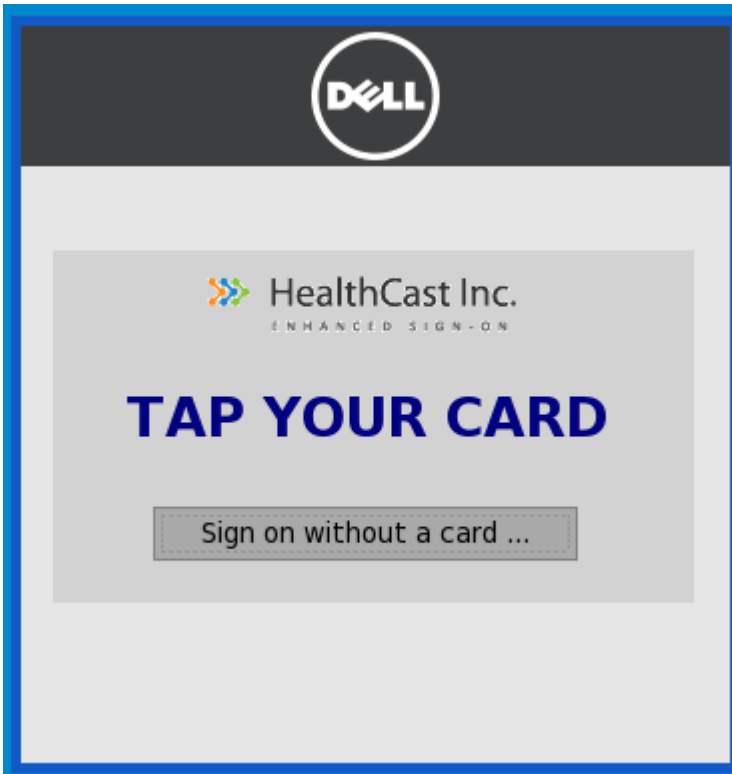 DELL
HealthCast Inc.
ENHANCED SIGN-ON
TAP YOUR CARD
Sign on without a card ...